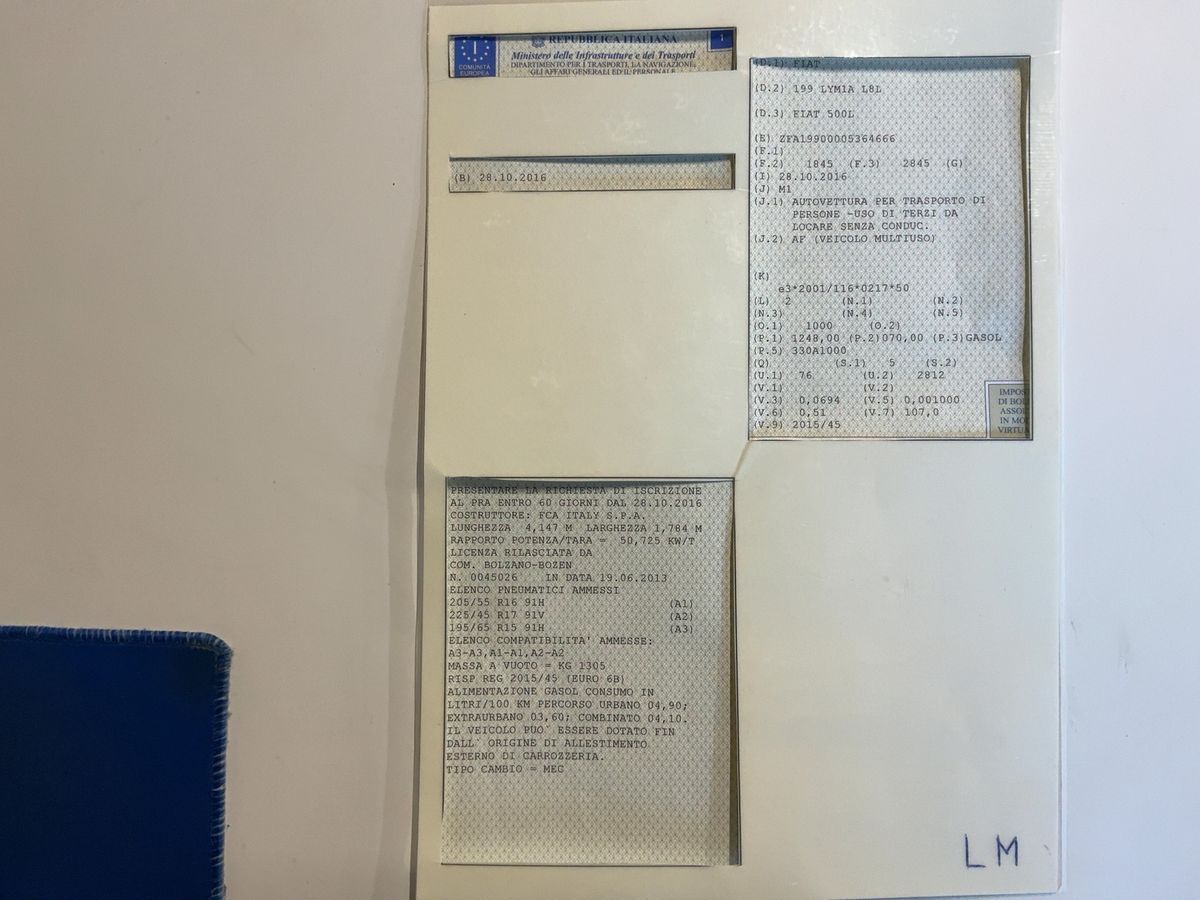 I
COMUNITÀ
EUROPEA
REPUBBLICA ITALIANA
Ministero delle Infrastrutture e dei Trasporti
DIPARTIMENTO PER I TRASPORTI, LA NAVIGAZIONE,
GLI AFFARI GENERALI ED IL PERSONALE
1
(B) 28.10.2016
PRESENTARE LA RICHIESTA DI ISCRIZIONE
AL PRA ENTRO 60 GIORNI DAL 28.10.2016
COSTRUTTORE: FCA ITALY S.P.A.
LUNGHEZZA 4,147 M LARGHEZZA 1,784 M
RAPPORTO POTENZA/TARA = 50,725 KW/T
LICENZA RILASCIATA DA
COM. BOLZANO-BOZEN
N. 0045026 IN DATA 19.06.2013
ELENCO PNEUMATICI AMMESSI
205/55 R16 91H (A1)
225/45 R17 91V (A2)
195/65 R15 91H (A3)
ELENCO COMPATIBILITA' AMMESSE:
A3-A3,A1-A1,A2-A2
MASSA A VUOTO = KG 1305
RISP REG 2015/45 (EURO 6B)
ALIMENTAZIONE GASOL CONSUMO IN
LITRI/100 KM PERCORSO URBANO 04,90;
EXTRAURBANO 03,60; COMBINATO 04,10.
IL VEICOLO PUO` ESSERE DOTATO FIN
DALL` ORIGINE DI ALLESTIMENTO
ESTERNO DI CARROZZERIA.
TIPO CAMBIO = MEC
(D.1) FIAT
(D.2) 199 LYM1A L8L
(D.3) FIAT 500L
(E) ZFA19900005364666
(F.1)
(F.2) 1845 (F.3) 2845 (G)
(I) 28.10.2016
(J) M1
(J.1) AUTOVETTURA PER TRASPORTO DI
PERSONE -USO DI TERZI DA
LOCARE SENZA CONDUC.
(J.2) AF (VEICOLO MULTIUSO)
(K)
e3*2001/116*0217*50
(L) 2 (N.1) (N.2)
(N.3) (N.4) (N.5)
(O.1) 1000 (O.2)
(P.1) 1248,00 (P.2)070,00 (P.3)GASOL
(P.5) 330A1000
(Q) (S.1) 5 (S.2)
(U.1) 76 (U.2) 2812
(V.1) (V.2)
(V.3) 0,0694 (V.5) 0,001000
(V.6) 0,51 (V.7) 107,0
(V.9) 2015/45
IMPOS
DI BOL
ASSOL
IN MO
VIRTUA
LM